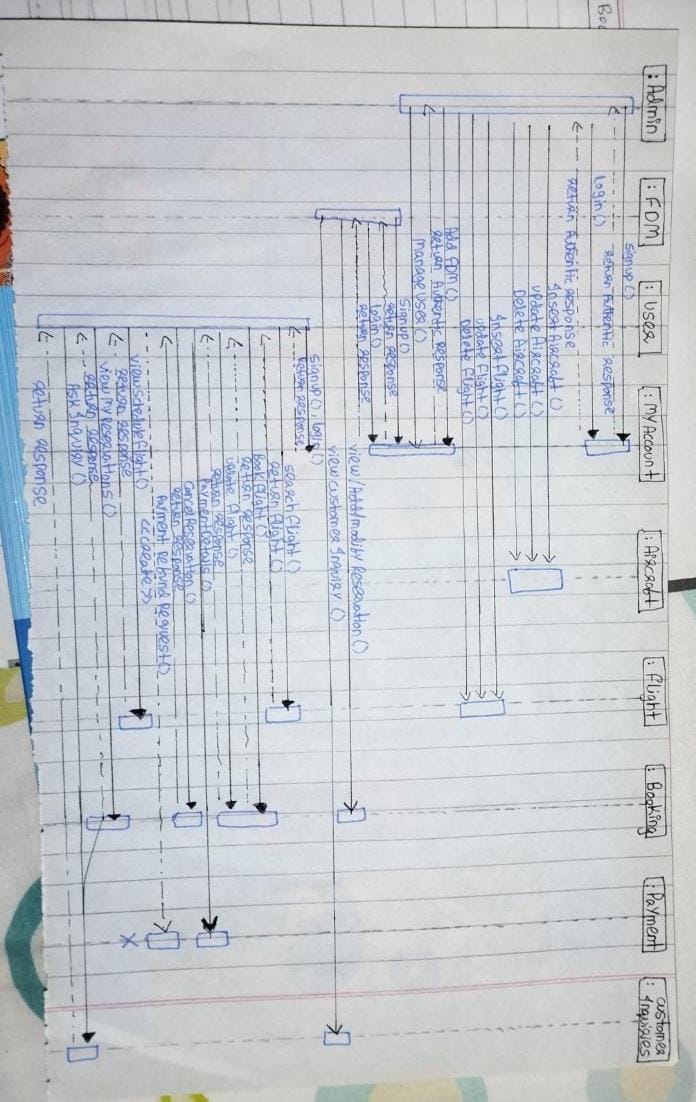 Boo
: Admin
: FDM
: User
: MyAccount
: Aircraft
: flight
: Booking
: Payment
: customer
Inquiries
signup ()
return Authentic response
Login ()
return Authentic response
Insert Aircraft ()
update Aircraft ()
Delete Aircraft ()
Insert flight ()
update flight ()
Delete flight ()
Add FDM ()
return Authentic response
manage User ()
signup ()
return response
login ()
return response
view/Add/modify Reservation ()
view customer Inquiry ()
signup (), login ()
return response
search flight ()
return flight ()
Book flight ()
return response
update flight ()
return response
Payment Details ()
cancel Reservation ()
return response
Payment Refund Request ()
<<create>>
view schedule flight ()
return response
view My reservations ()
return response
Ask Inquiry ()
return response